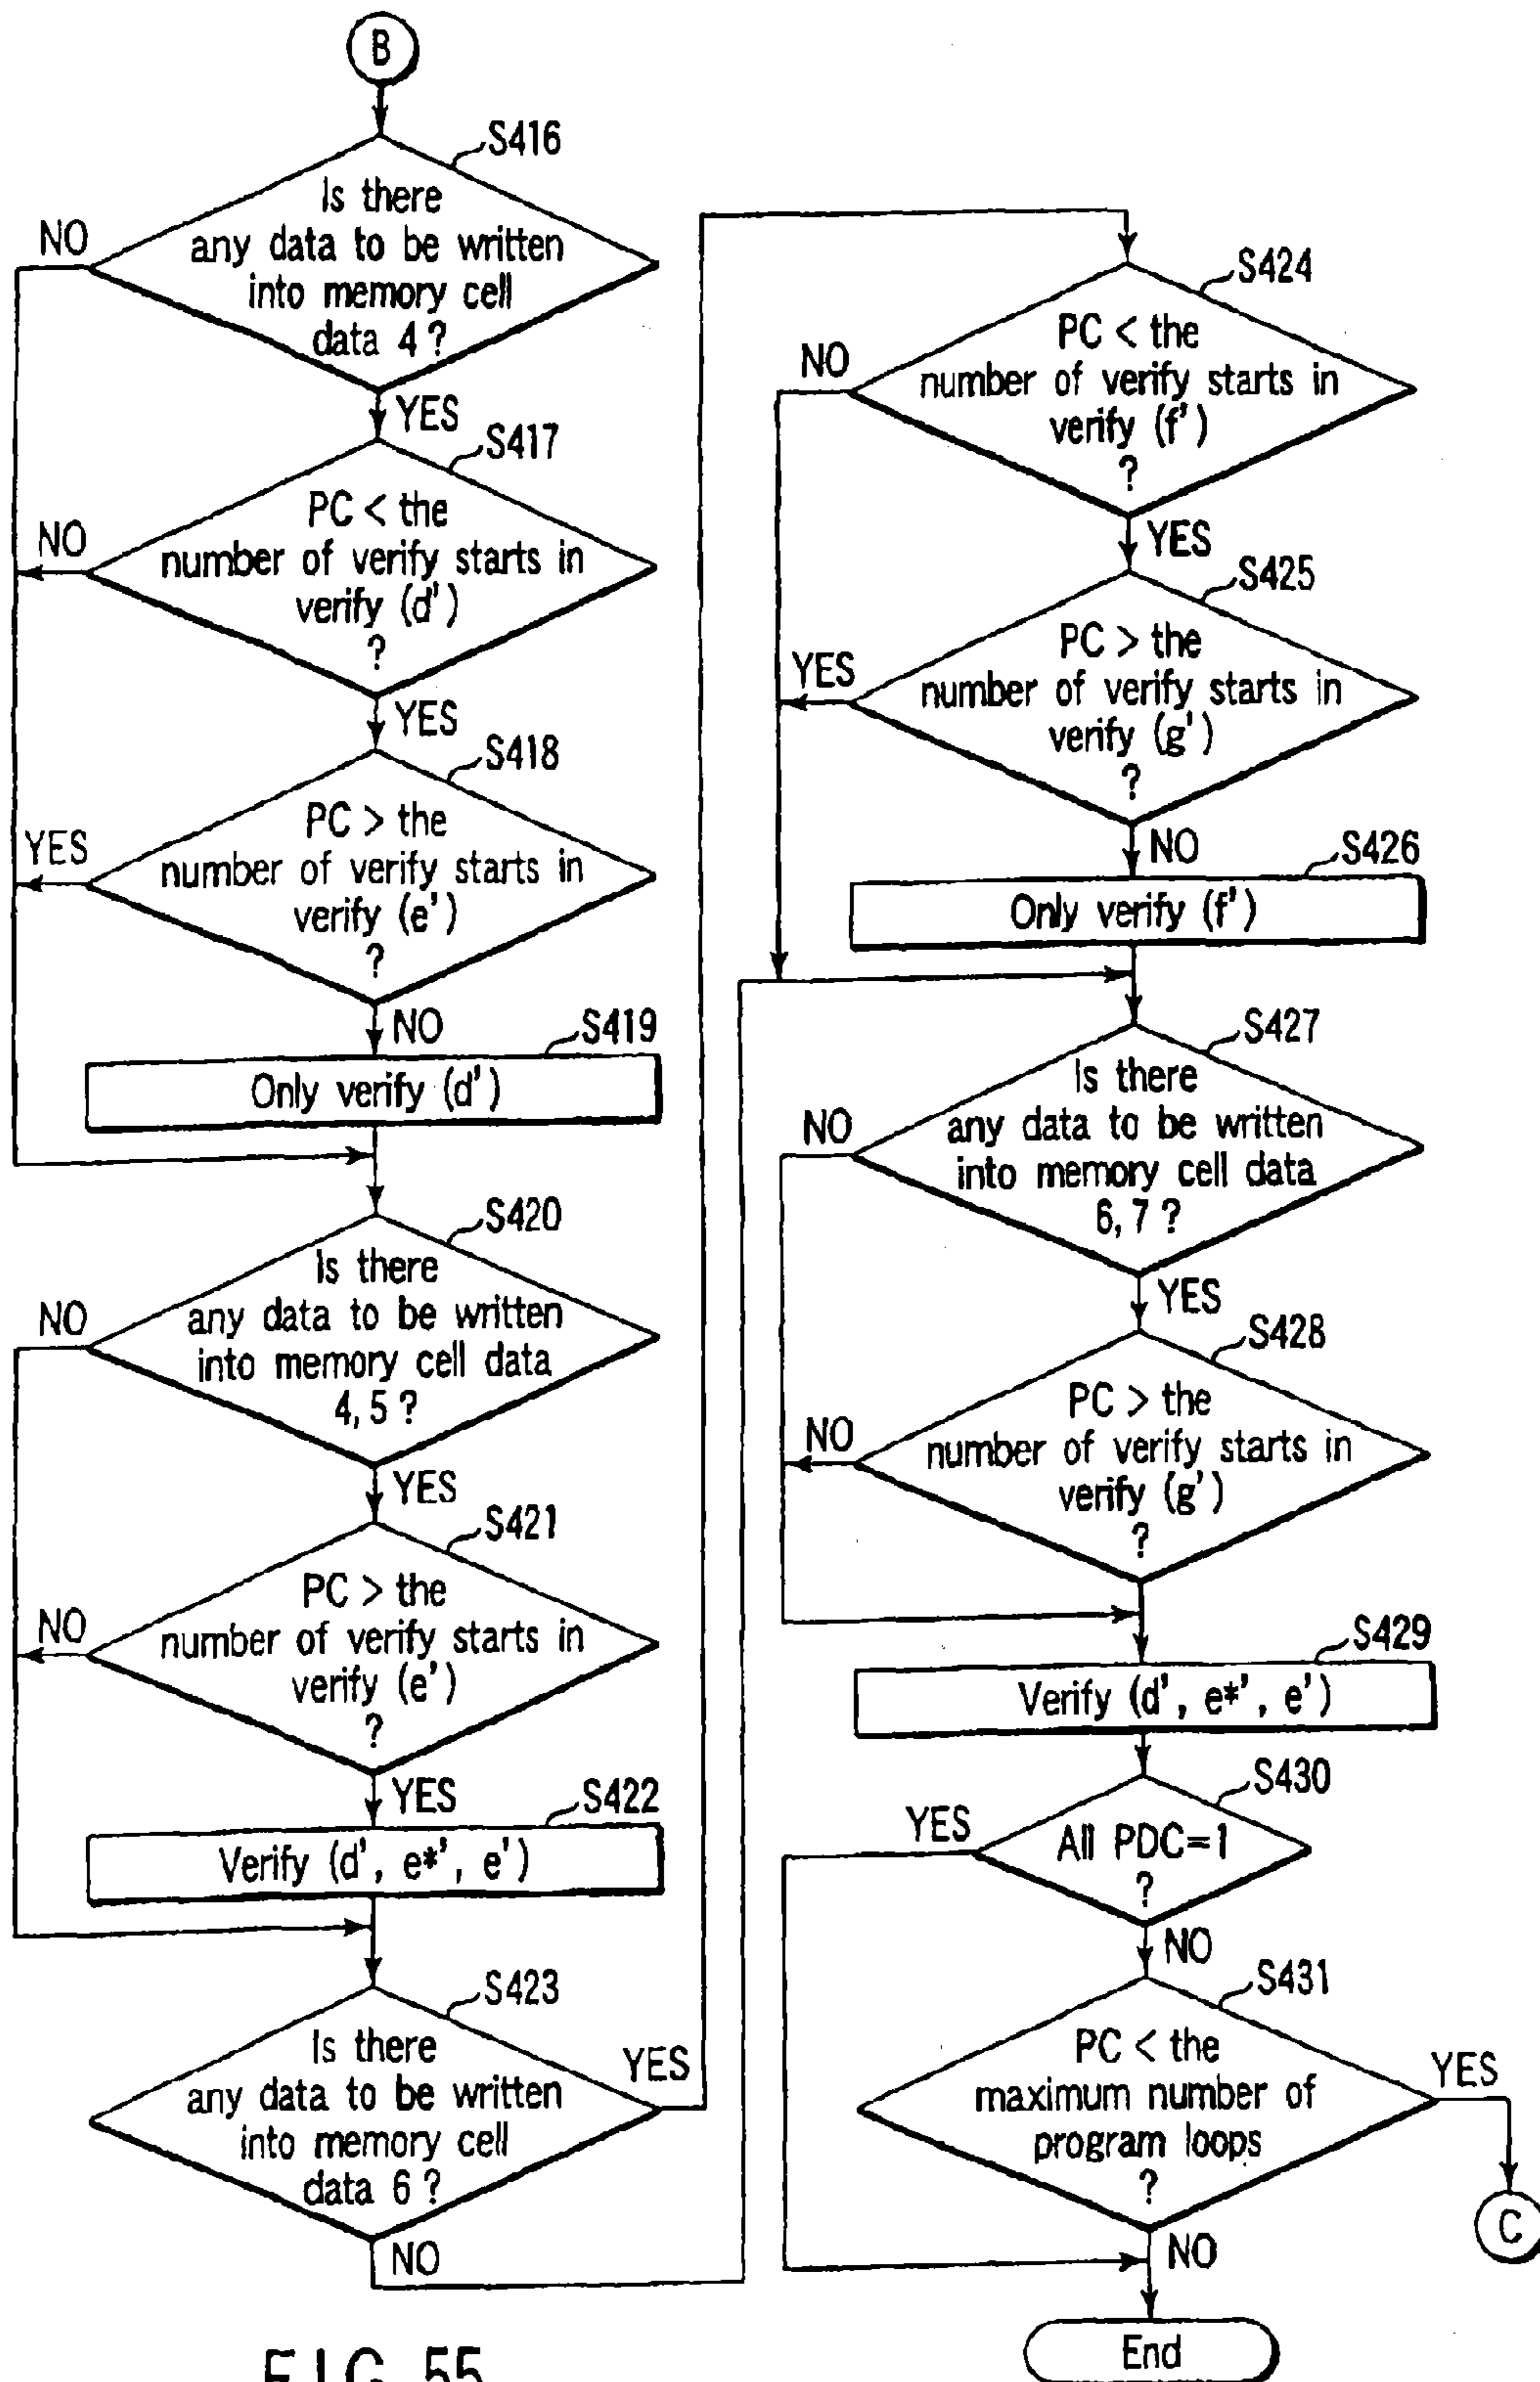 B
S416
Is there
any data to be written
into memory cell
data 4 ?
NO
YES
S417
PC < the
number of verify starts in
verify (d')
?
NO
YES
S418
PC > the
number of verify starts in
verify (e')
?
YES
NO
S419
Only verify (d')
S420
Is there
any data to be written
into memory cell data
4, 5 ?
NO
YES
S421
PC > the
number of verify starts in
verify (e')
?
NO
YES
S422
Verify (d', e*', e')
S423
Is there
any data to be written
into memory cell
data 6 ?
YES
NO
S424
PC < the
number of verify starts in
verify (f')
?
NO
YES
S425
PC > the
number of verify starts in
verify (g')
?
YES
NO
S426
Only verify (f')
S427
Is there
any data to be written
into memory cell data
6, 7 ?
NO
YES
S428
PC > the
number of verify starts in
verify (g')
?
NO
S429
Verify (d', e*', e')
S430
All PDC=1
?
YES
NO
S431
PC < the
maximum number of
program loops
?
YES
C
NO
End
FIG. 55